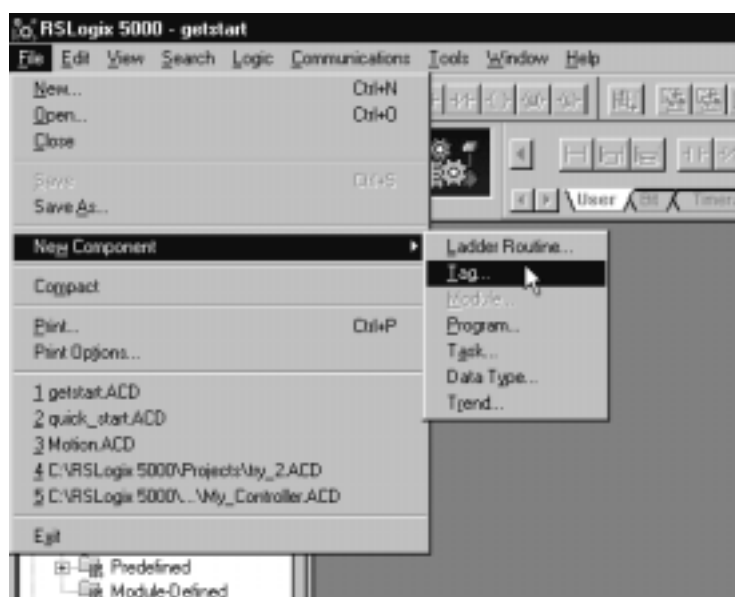 RSLogix 5000 - getstart
File Edit View Search Logic Communications Tools Window Help
New... Ctrl+N
Open... Ctrl+O
Close
Save Ctrl+S
Save As...
New Component
Compact
Print... Ctrl+P
Print Options...
1 getstart.ACD
2 quick_start.ACD
3 Motion.ACD
4 C:\RSLogix 5000\Projects\try_2.ACD
5 C:\RSLogix 5000\...\My_Controller.ACD
Exit
Ladder Routine...
Tag...
Module...
Program...
Task...
Data Type...
Trend...
User Bit
Predefined
Module-Defined